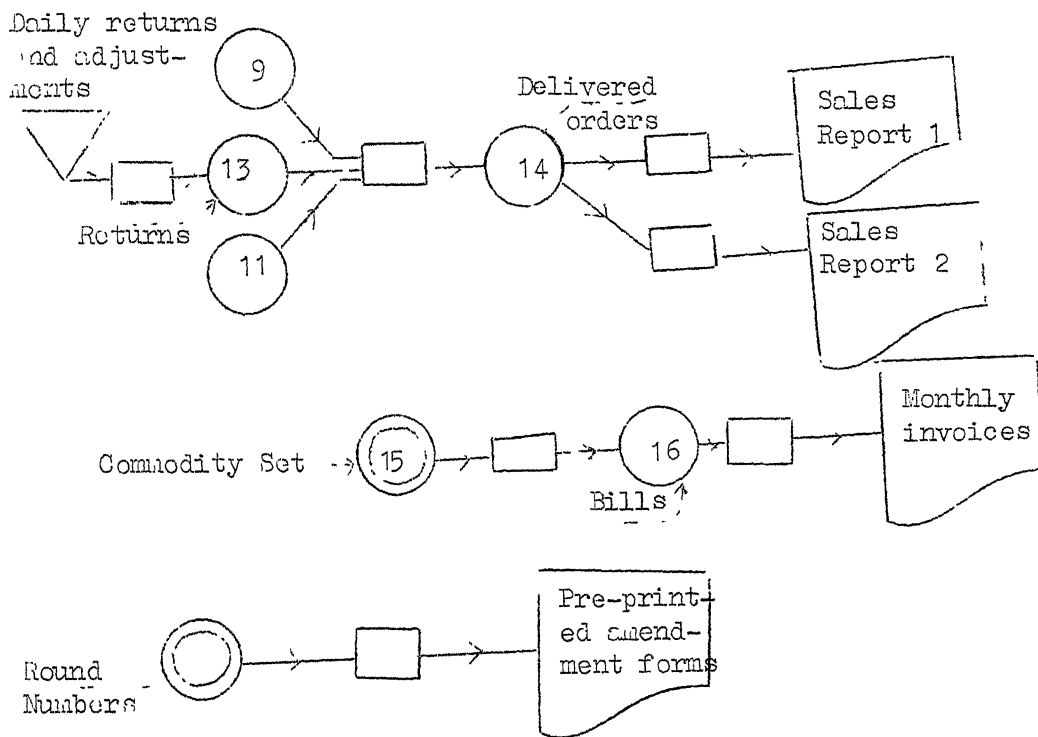 Daily returns
and adjust-
ments
9
Delivered
orders
Sales
Report 1
13
14
Returns
11
Sales
Report 2
Commodity Set
15
16
Bills
Monthly
invoices
Round
Numbers
Pre-print-
ed amend-
ment forms